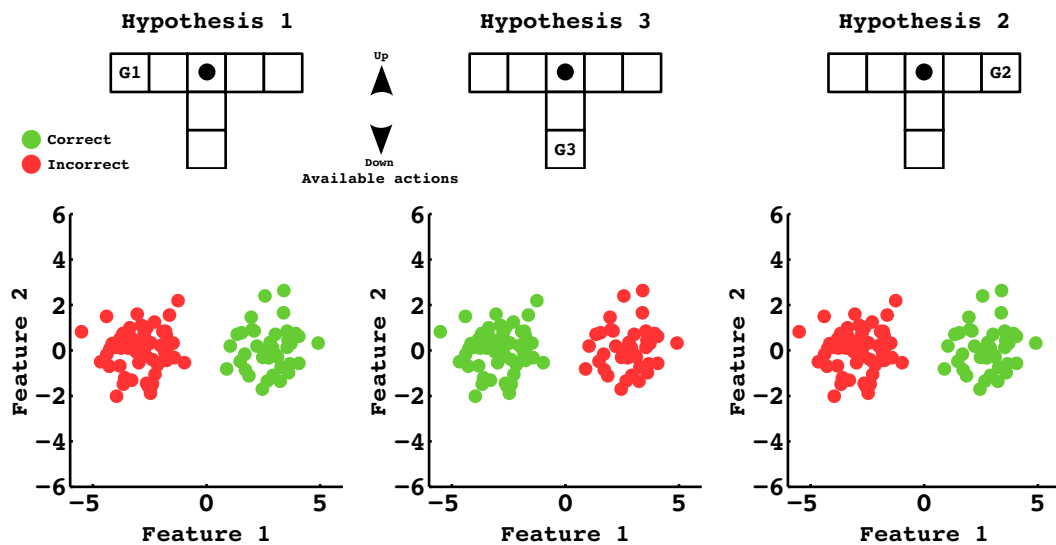 Hypothesis 1
Hypothesis 3
Hypothesis 2
G1
G2
G3
Up
Down
Available actions
Correct
Incorrect
6
4
2
0
−2
−4
−6
−5
0
5
Feature 2
Feature 1
6
4
2
0
−2
−4
−6
−5
0
5
Feature 2
Feature 1
6
4
2
0
−2
−4
−6
−5
0
5
Feature 2
Feature 1